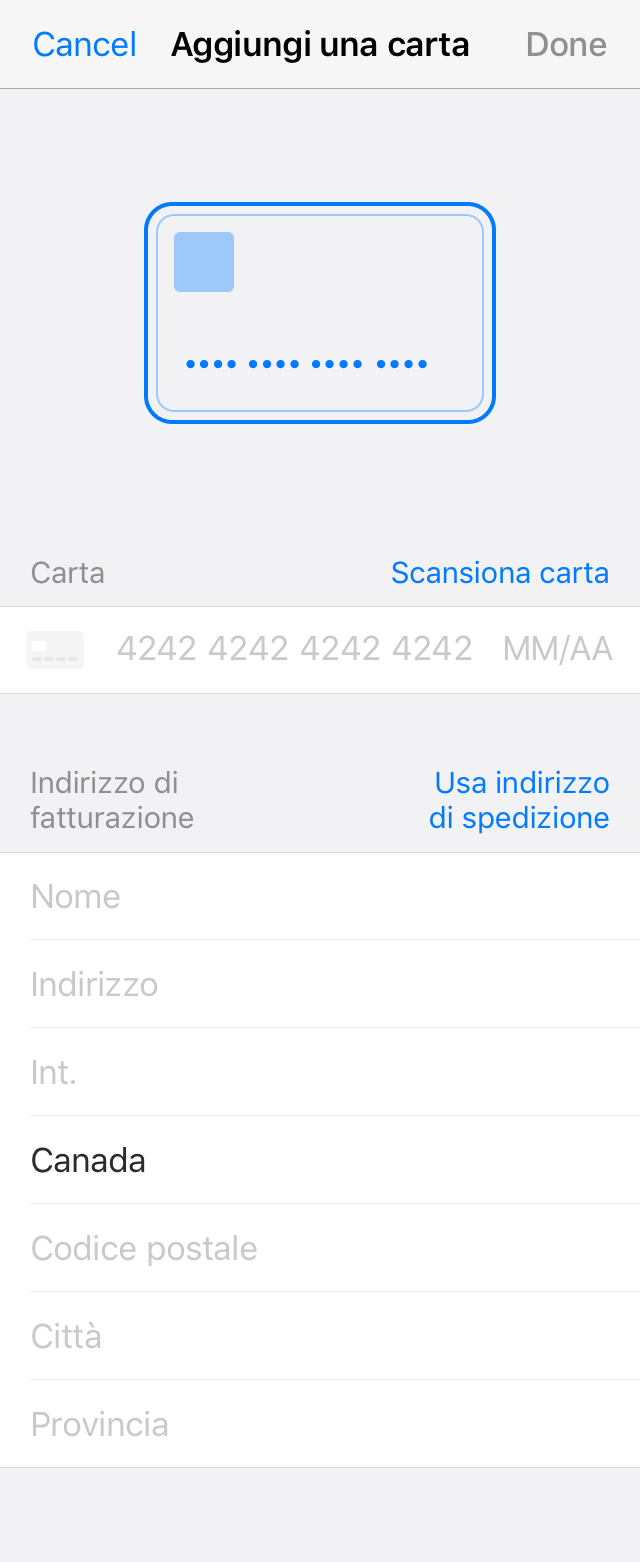 Cancel Aggiungi una carta Done
Carta Scansiona carta
4242 4242 4242 4242 MM/AA
Indirizzo di fatturazione
Usa indirizzo di spedizione
Nome
Indirizzo
Int.
Canada
Codice postale
Città
Provincia